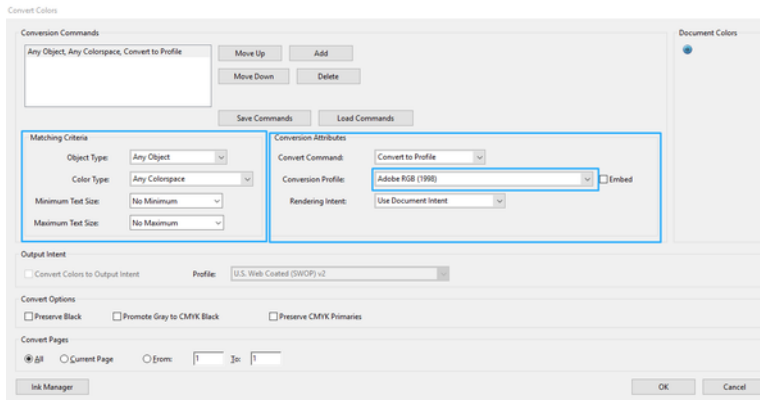 Convert Colors
Conversion Commands
Document Colors
Any Object, Any Colorspace, Convert to Profile
Move Up
Add
Move Down
Delete
Save Commands
Load Commands
Matching Criteria
Conversion Attributes
Object Type: Any Object
Convert Command: Convert to Profile
Color Type: Any Colorspace
Conversion Profile: Adobe RGB (1998)
Embed
Minimum Text Size: No Minimum
Rendering Intent: Use Document Intent
Maximum Text Size: No Maximum
Output Intent
Convert Colors to Output Intent
Profile: U.S. Web Coated (SWOP) v2
Convert Options
Preserve Black
Promote Gray to CMYK Black
Preserve CMYK Primaries
Convert Pages
All
Current Page
From: 1 To: 1
Ink Manager
OK
Cancel